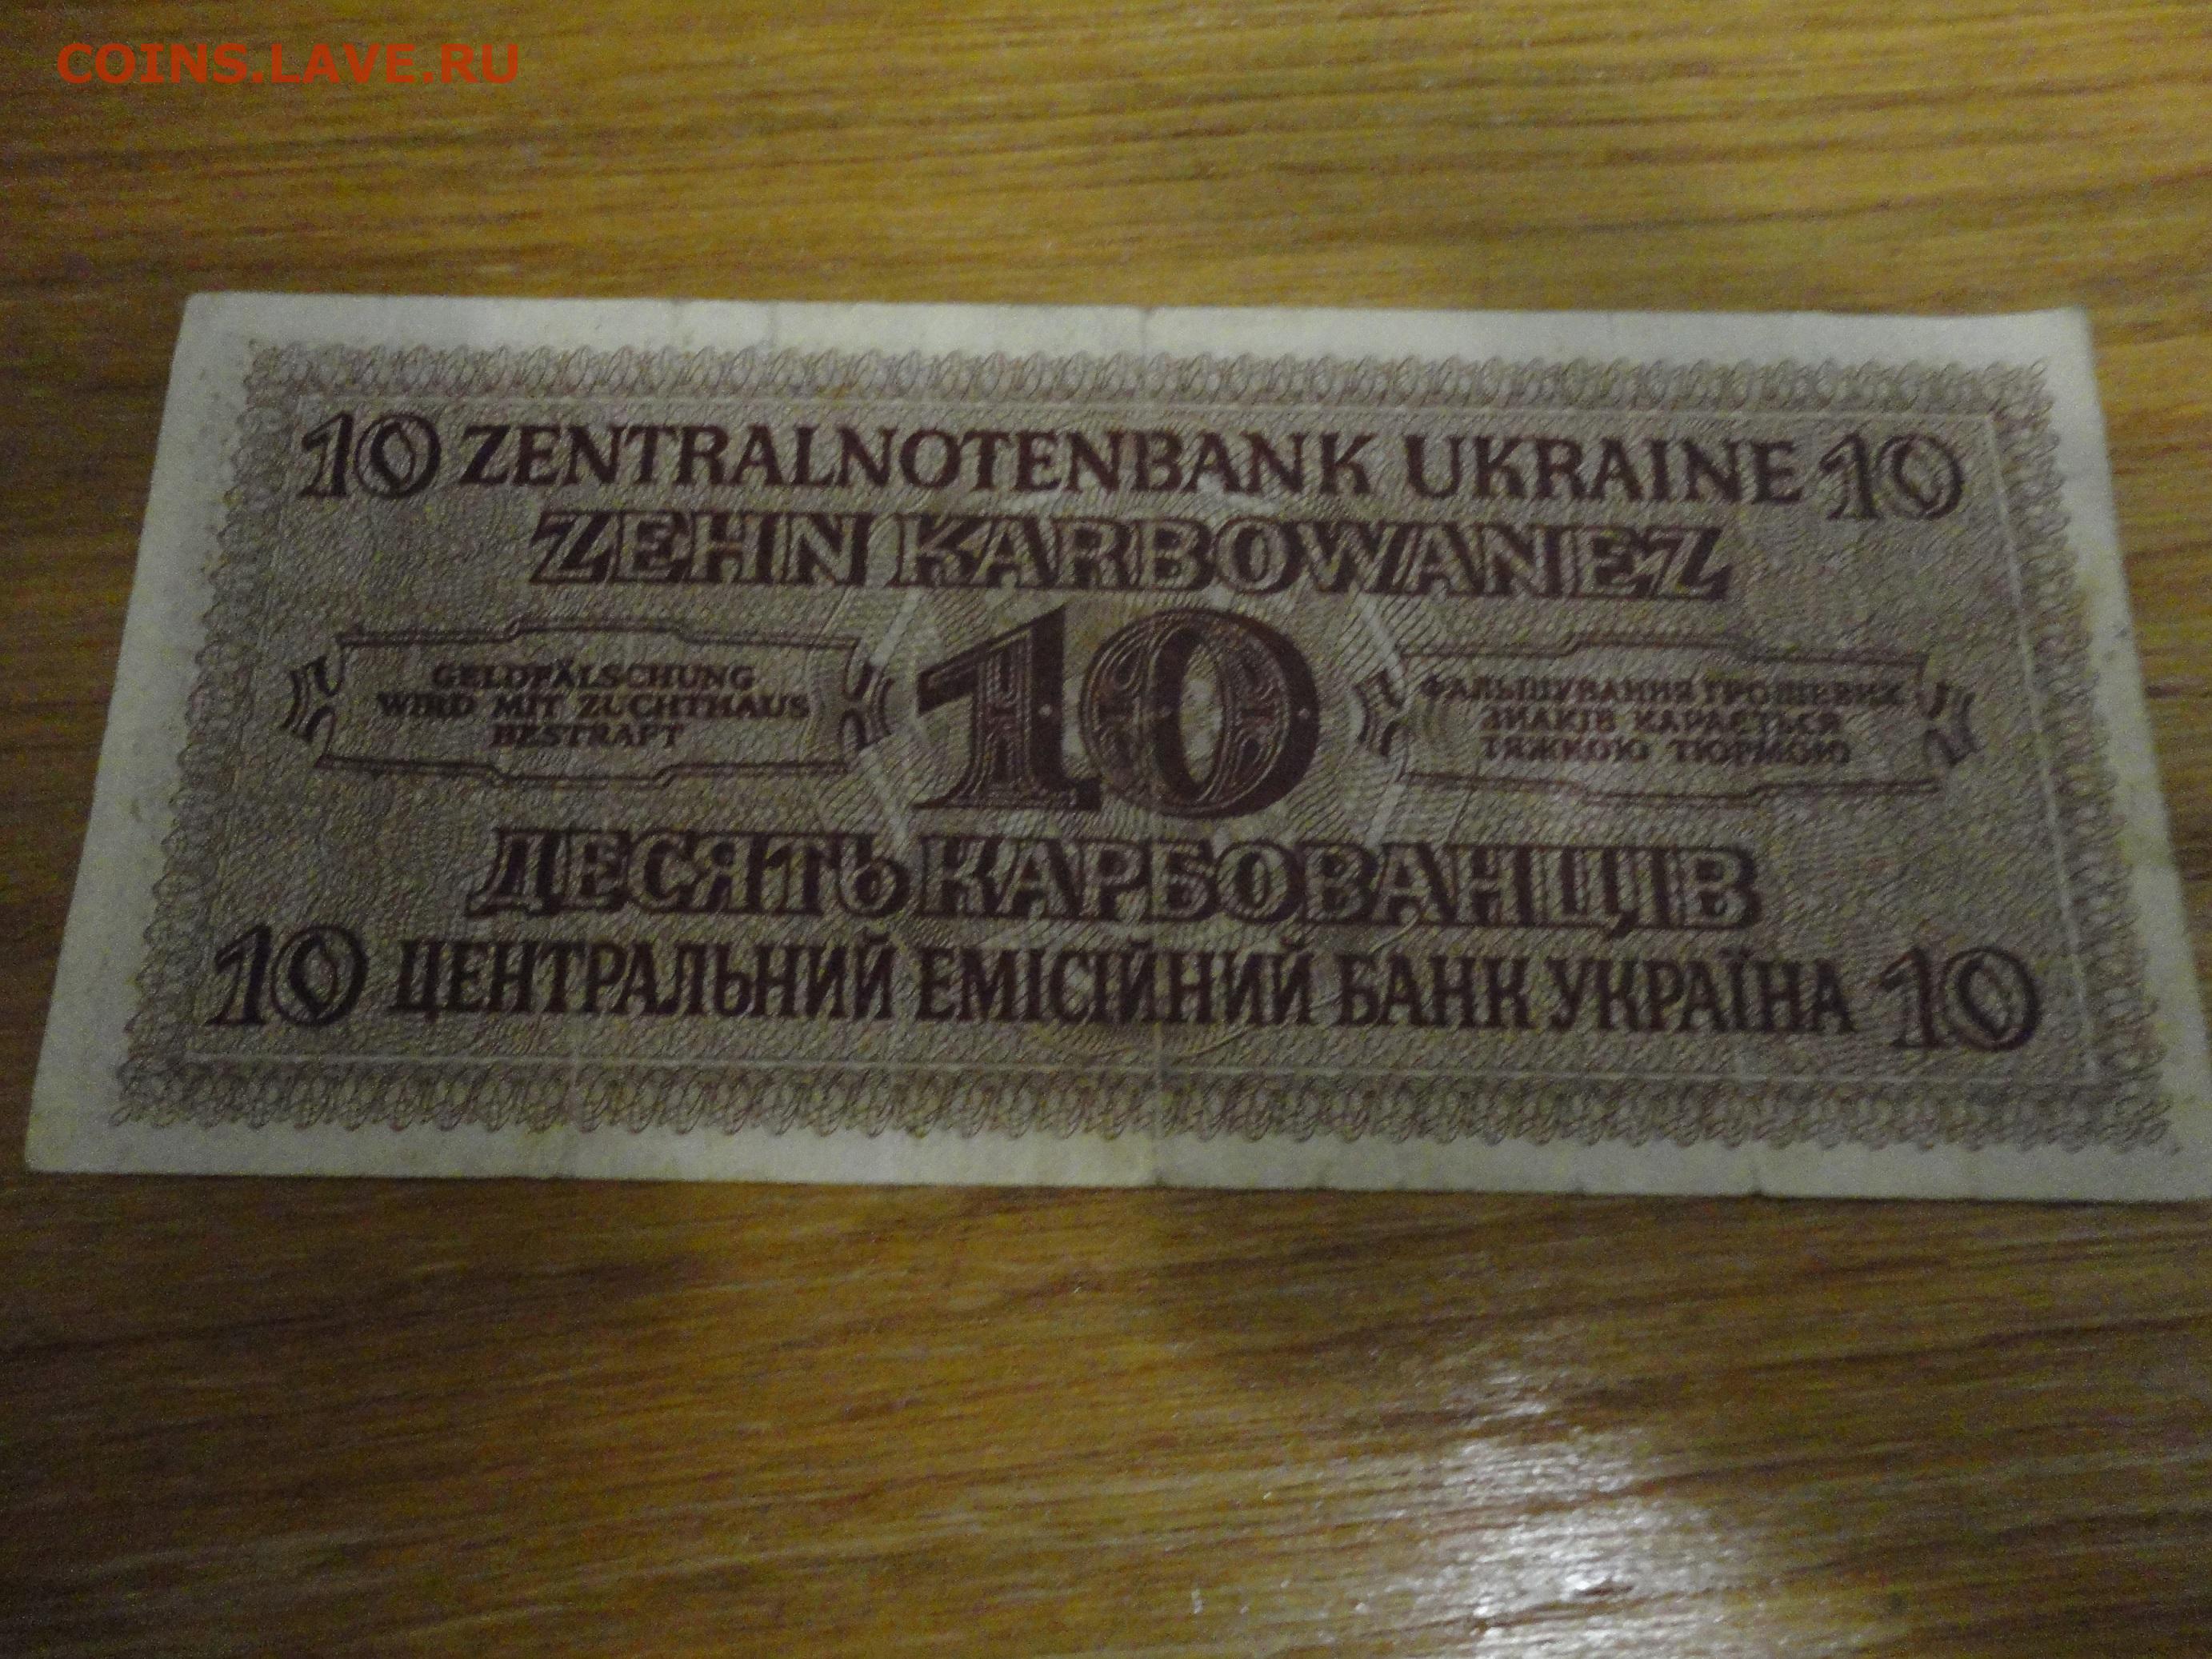 COINS.LAVE.RU
10 ZENTRALNOTENBANK UKRAINE 10
ZEHN KARBOWANEZ
GELDFÄLSCHUNG
WIRD MIT ZUCHTHAUS
BESTRAFT
10
ФАЛЬШУВАННЯ ГРОШЕВИХ
ЗНАКІВ КАРАЄТЬСЯ
ТЯЖКОЮ ТЮРМОЮ
ДЕСЯТЬ КАРБОВАНЦІВ
10 ЦЕНТРАЛЬНИЙ ЕМІСІЙНИЙ БАНК УКРАЇНА 10